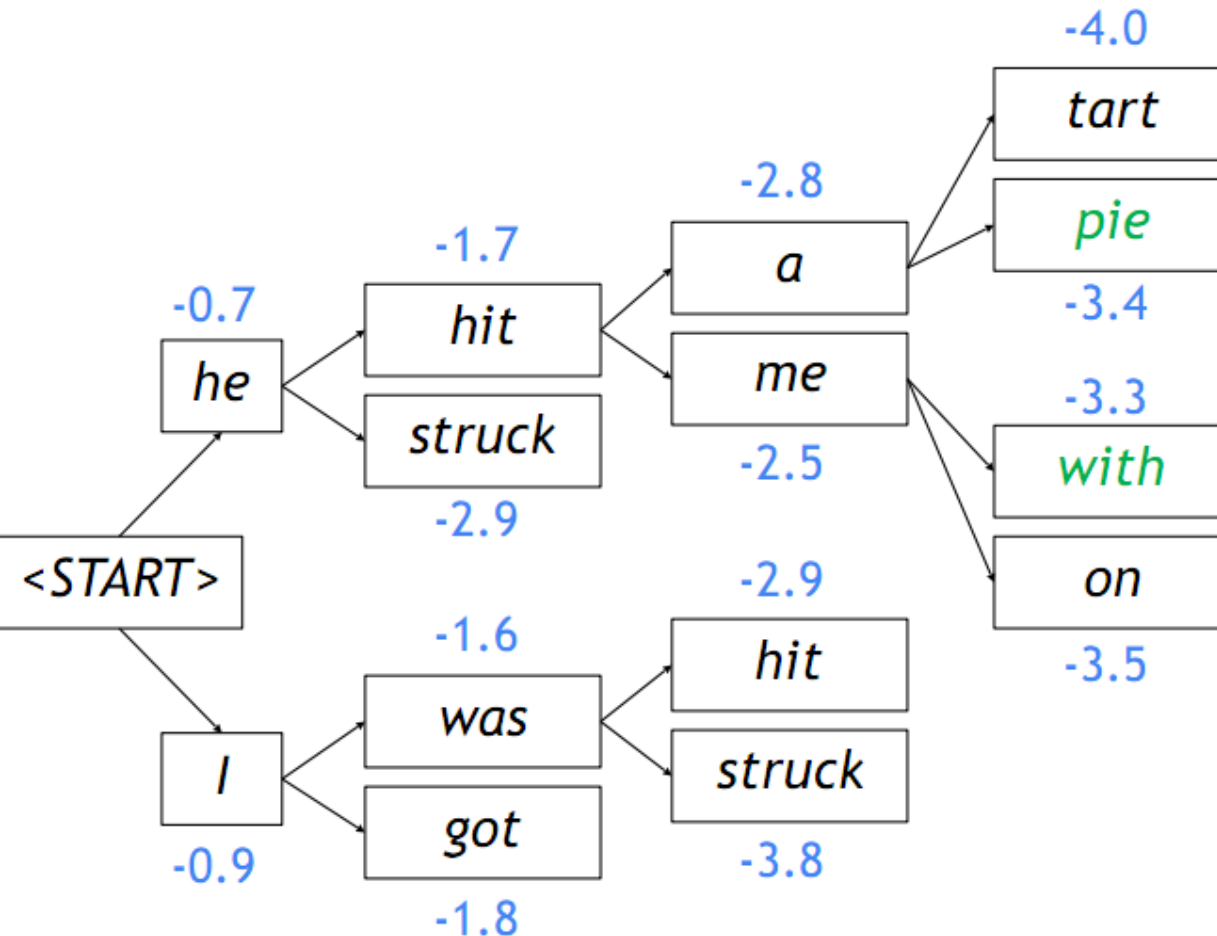 -4.0
tart
-2.8
pie
-1.7
a
-3.4
-0.7
hit
me
-3.3
he
struck
-2.5
with
-2.9
<START>
-2.9
on
-1.6
hit
-3.5
was
I
struck
got
-0.9
-3.8
-1.8